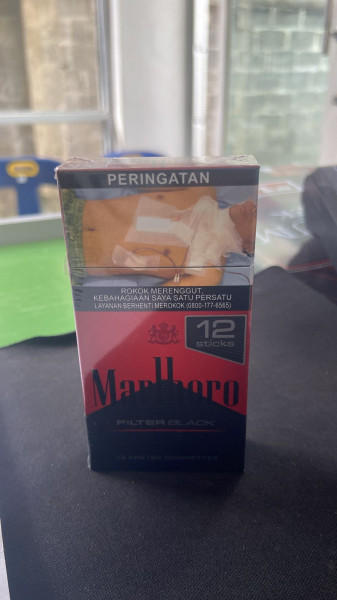 PERINGATAN
ROKOK MERENGGUT,
KEBAHAGIAAN SAYA SATU PERSATU
LAYANAN BERHENTI MEROKOK (0800-177-6565)
12
sticks
Marlboro
FILTER BLACK